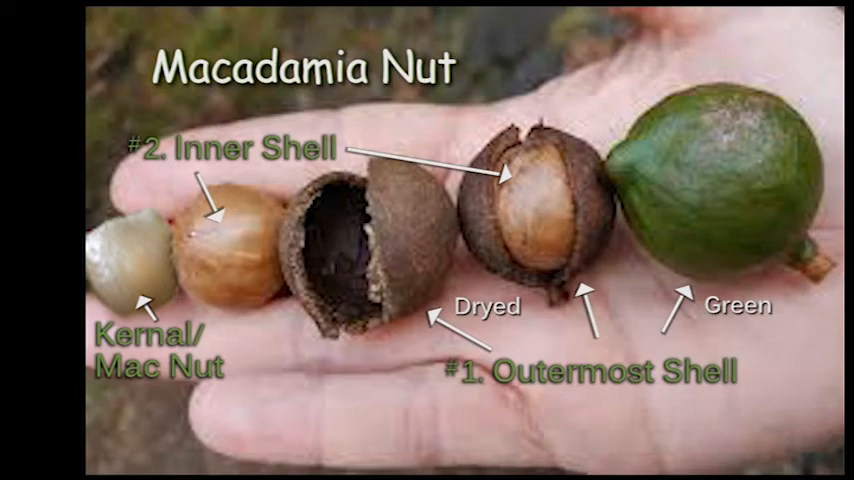 Macadamia Nut
#2. Inner Shell
Dryed
Green
Kernal/
Mac Nut
#1. Outermost Shell